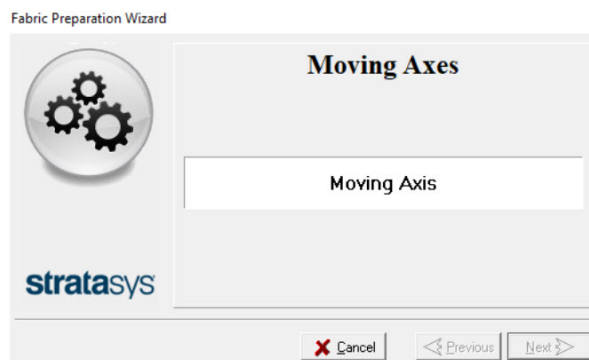 Fabric Preparation Wizard
Moving Axes
Moving Axis
stratasys
Cancel
Previous
Next